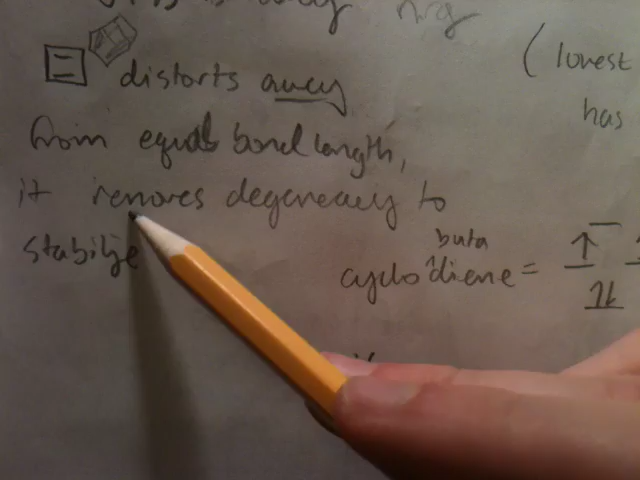 (lowest
distorts away
has
from equal bond length,
it removes degeneracy to
buta
stabilize
cyclo^diene =